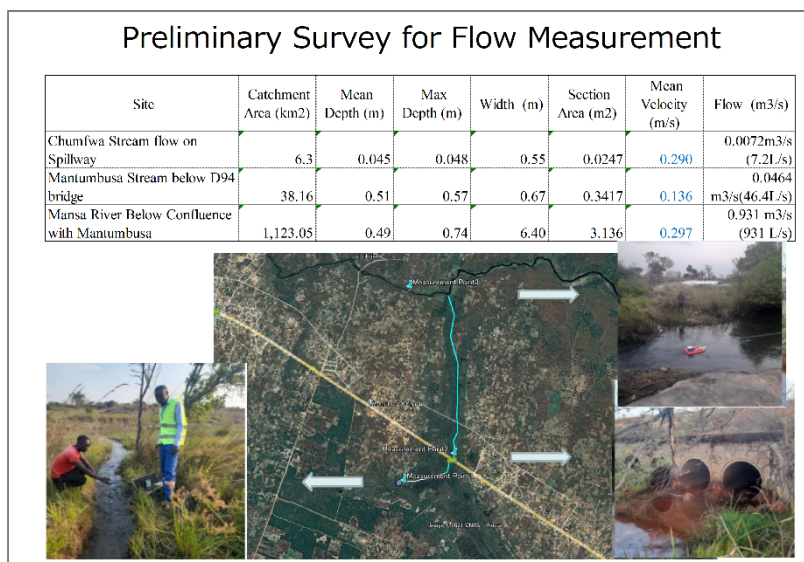 Preliminary Survey for Flow Measurement
Site
Catchment
Area (km2)
Mean
Depth (m)
Max
Depth (m)
Width (m)
Section
Area (m2)
Mean
Velocity
(m/s)
Flow (m3/s)
Chumfwa Stream flow on
Spillway
6.3
0.045
0.048
0.55
0.0247
0.290
0.0072m3/s
(7.2L/s)
Mantumbusa Stream below D94
bridge
38.16
0.51
0.57
0.67
0.3417
0.136
0.0464
m3/s(46.4L/s)
Mansa River Below Confluence
with Mantumbusa
1,123.05
0.49
0.74
6.40
3.136
0.297
0.931 m3/s
(931 L/s)
Measurement Point3
Measurement Point2
Measurement Point